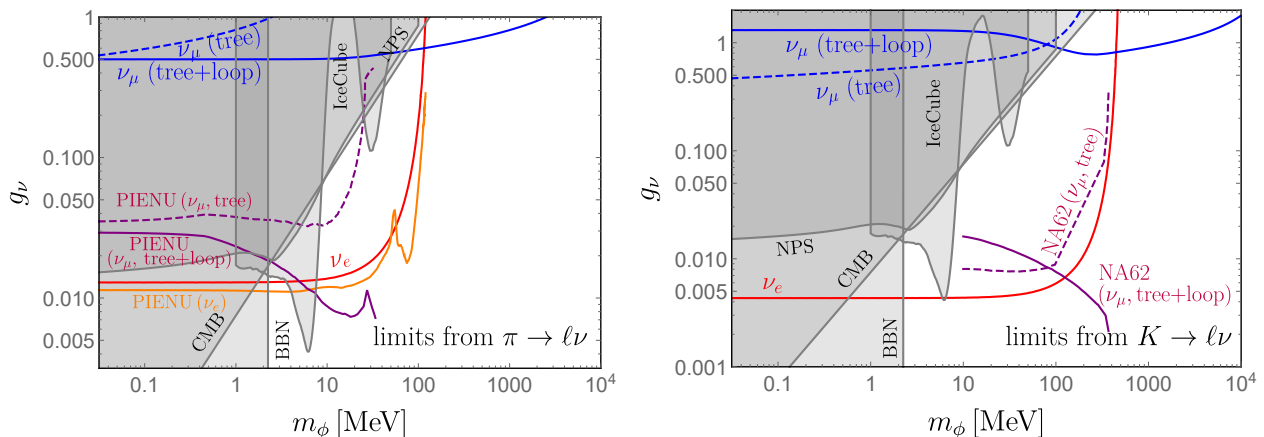 1
0.500
0.100
0.050
0.010
0.005
g_ν
ν_μ (tree)
ν_μ (tree+loop)
IceCube
NPS
PIENU (ν_μ, tree)
PIENU
(ν_μ, tree+loop)
ν_e
PIENU (ν_e)
CMB
BBN
limits from π → ℓν
0.1 1 10 100 1000 10^4
m_ϕ [MeV]
1
0.500
0.100
0.050
0.010
0.005
0.001
g_ν
ν_μ (tree+loop)
ν_μ (tree)
IceCube
NA62 (ν_μ, tree)
NPS
CMB
ν_e
NA62
(ν_μ, tree+loop)
BBN
limits from K → ℓν
0.1 1 10 100 1000 10^4
m_ϕ [MeV]